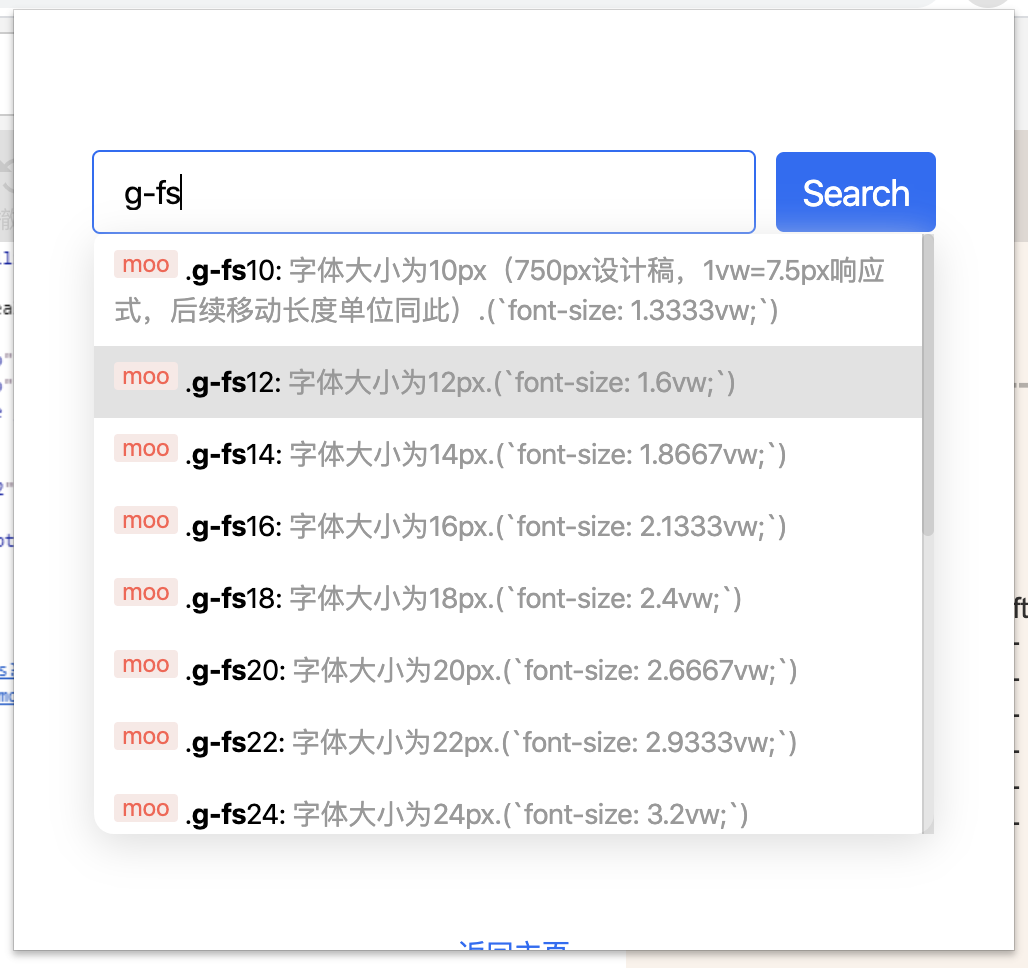 g-fs
Search
moo .g-fs10: 字体大小为10px（750px设计稿，1vw=7.5px响应
式，后续移动长度单位同此）.(`font-size: 1.3333vw;`)
moo .g-fs12: 字体大小为12px.(`font-size: 1.6vw;`)
moo .g-fs14: 字体大小为14px.(`font-size: 1.8667vw;`)
moo .g-fs16: 字体大小为16px.(`font-size: 2.1333vw;`)
moo .g-fs18: 字体大小为18px.(`font-size: 2.4vw;`)
moo .g-fs20: 字体大小为20px.(`font-size: 2.6667vw;`)
moo .g-fs22: 字体大小为22px.(`font-size: 2.9333vw;`)
moo .g-fs24: 字体大小为24px.(`font-size: 3.2vw;`)
返回主页